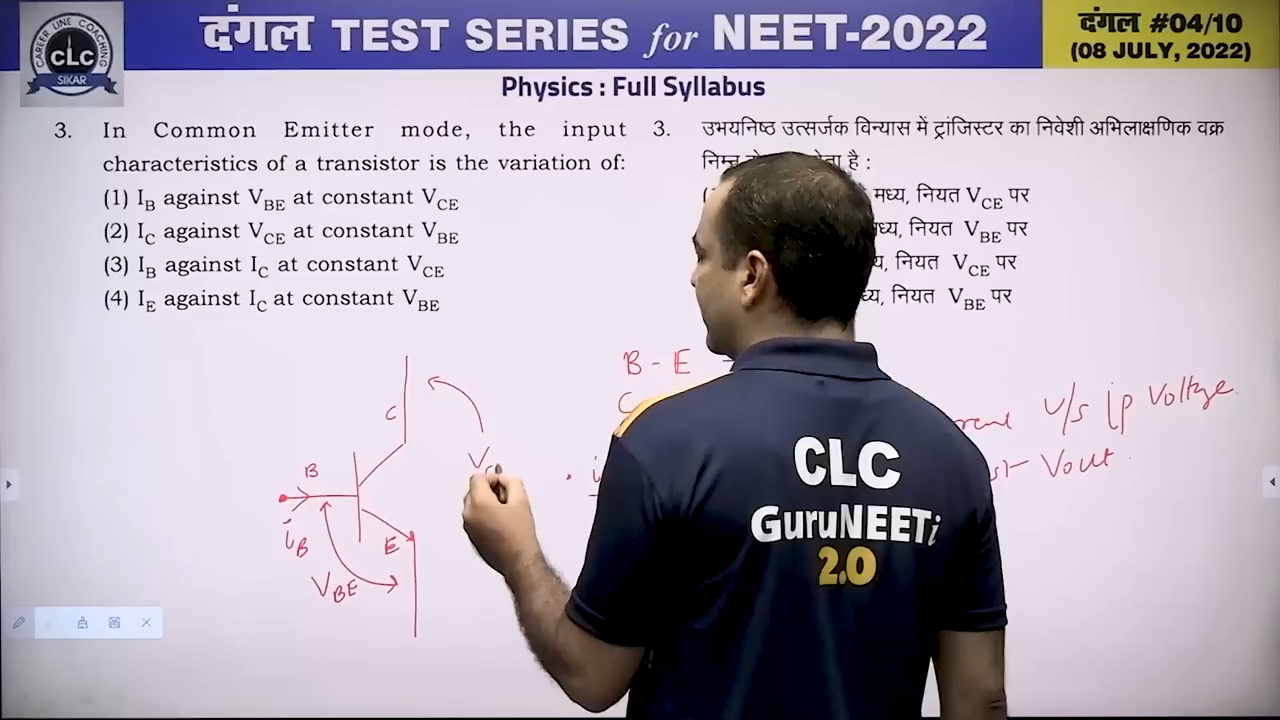 CAREER LINE COACHING
CLC
SIKAR
दंगल TEST SERIES for NEET-2022
दंगल #04/10
(08 JULY, 2022)
Physics : Full Syllabus
3. In Common Emitter mode, the input
characteristics of a transistor is the variation of:
(1) I_B against V_BE at constant V_CE
(2) I_C against V_CE at constant V_BE
(3) I_B against I_C at constant V_CE
(4) I_E against I_C at constant V_BE
3. उभयनिष्ठ उत्सर्जक विन्यास में ट्रांजिस्टर का निवेशी अभिलाक्षणिक वक्र
निम्न है :
मध्य, नियत V_CE पर
नियत V_BE पर
नियत V_CE पर
नियत V_BE पर
B - E
C
v/s ip Voltage.
Vout.
C
B
i_B
E
V_BE
CLC
GuruNEETi
2.0